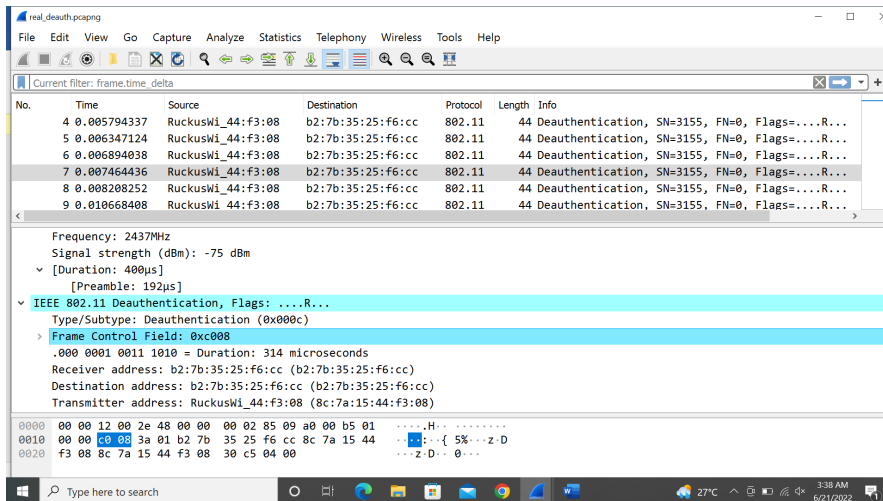 real_deauth.pcapng
File Edit View Go Capture Analyze Statistics Telephony Wireless Tools Help
Current filter: frame.time_delta
No. Time Source Destination Protocol Length Info
4 0.005794337 RuckusWi_44:f3:08 b2:7b:35:25:f6:cc 802.11 44 Deauthentication, SN=3155, FN=0, Flags=....R...
5 0.006347124 RuckusWi_44:f3:08 b2:7b:35:25:f6:cc 802.11 44 Deauthentication, SN=3155, FN=0, Flags=....R...
6 0.006894038 RuckusWi_44:f3:08 b2:7b:35:25:f6:cc 802.11 44 Deauthentication, SN=3155, FN=0, Flags=....R...
7 0.007464436 RuckusWi_44:f3:08 b2:7b:35:25:f6:cc 802.11 44 Deauthentication, SN=3155, FN=0, Flags=....R...
8 0.008208252 RuckusWi_44:f3:08 b2:7b:35:25:f6:cc 802.11 44 Deauthentication, SN=3155, FN=0, Flags=....R...
9 0.010668408 RuckusWi_44:f3:08 b2:7b:35:25:f6:cc 802.11 44 Deauthentication, SN=3155, FN=0, Flags=....R...
Frequency: 2437MHz
Signal strength (dBm): -75 dBm
[Duration: 400µs]
[Preamble: 192µs]
IEEE 802.11 Deauthentication, Flags: ....R...
Type/Subtype: Deauthentication (0x000c)
Frame Control Field: 0xc008
.000 0001 0011 1010 = Duration: 314 microseconds
Receiver address: b2:7b:35:25:f6:cc (b2:7b:35:25:f6:cc)
Destination address: b2:7b:35:25:f6:cc (b2:7b:35:25:f6:cc)
Transmitter address: RuckusWi_44:f3:08 (8c:7a:15:44:f3:08)
0000 00 00 12 00 2e 48 00 00 00 02 85 09 a0 00 b5 01 ·····.H·· ········
0010 00 00 c0 08 3a 01 b2 7b 35 25 f6 cc 8c 7a 15 44 ····:··{ 5%···z·D
0020 f3 08 8c 7a 15 44 f3 08 30 c5 04 00 ···z·D·· 0···
Type here to search
27°C
3:38 AM
6/21/2022